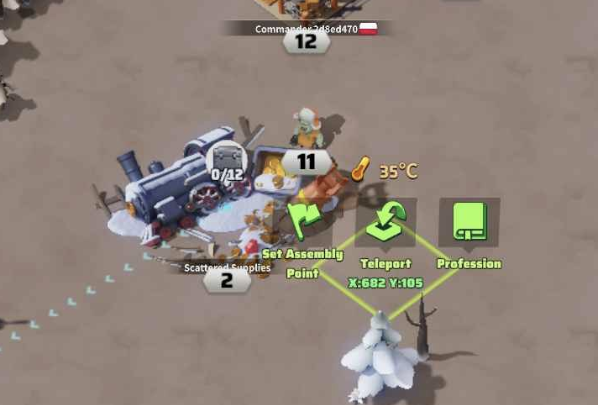 Commander2d8ed470
12
11
0/12
35°C
Set Assembly
Point
Teleport
X:682 Y:105
Profession
Scattered Supplies
2